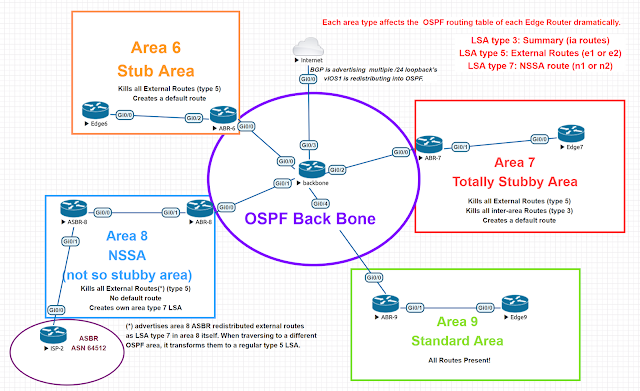 Each area type affects the OSPF routing table of each Edge Router dramatically.
LSA type 3: Summary (ia routes)
LSA type 5: External Routes (e1 or e2)
LSA type 7: NSSA route (n1 or n2)
Area 6
Stub Area
Kills all External Routes (type 5)
Creates a default route
Edge6
Gi0/0
Gi0/2
ABR-6
Gi0/0
Internet
Gi0/0
BGP is advertising multiple /24 loopback's
vIOS1 is redistributing into OSPF.
Gi0/3
Gi0/0
Gi0/1
Gi0/2
Gi0/4
backbone
OSPF Back Bone
Gi0/0
ABR-7
Gi0/1
Gi0/0
Edge7
Area 7
Totally Stubby Area
Kills all External Routes (type 5)
Kills all inter-area Routes (type 3)
Creates a default route
ASBR-8
Gi0/0
Gi0/1
ABR-8
Gi0/0
Gi0/1
Area 8
NSSA
(not so stubby area)
Kills all External Routes(*) (type 5)
No default route
Creates own area type 7 LSA
Gi0/0
ISP-2
ASBR
ASN 64512
(*) advertises area 8 ASBR redistributed external routes
as LSA type 7 in area 8 itself. When traversing to a different
OSPF area, it transforms them to a regular type 5 LSA.
Gi0/0
ABR-9
Gi0/1
Gi0/0
Edge9
Area 9
Standard Area
All Routes Present!